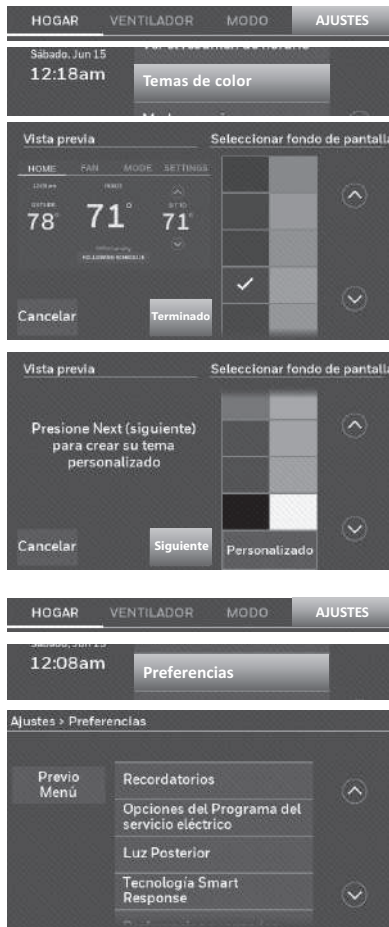 HOGAR VENTILADOR MODO AJUSTES
Sábado, Jun 15
12:18am
Temas de color
Vista previa
Seleccionar fondo de pantalla
HOME FAN MODE SETTINGS
78°
71°
71°
FOLLOWING SCHEDULE
Cancelar
Terminado
Vista previa
Seleccionar fondo de pantalla
Presione Next (siguiente)
para crear su tema
personalizado
Cancelar
Siguiente
Personalizado
HOGAR VENTILADOR MODO AJUSTES
12:08am
Preferencias
Ajustes > Preferencias
Previo
Menú
Recordatorios
Opciones del Programa del
servicio eléctrico
Luz Posterior
Tecnología Smart
Response